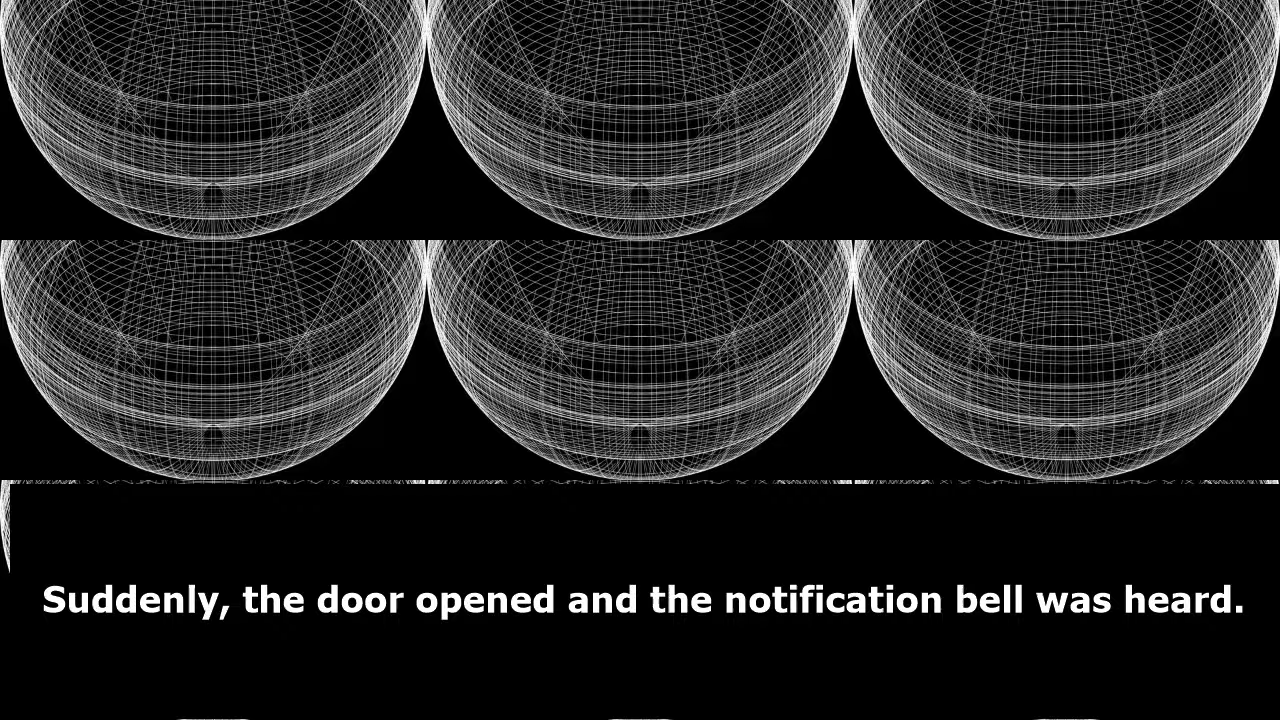 Suddenly, the door opened and the notification bell was heard.